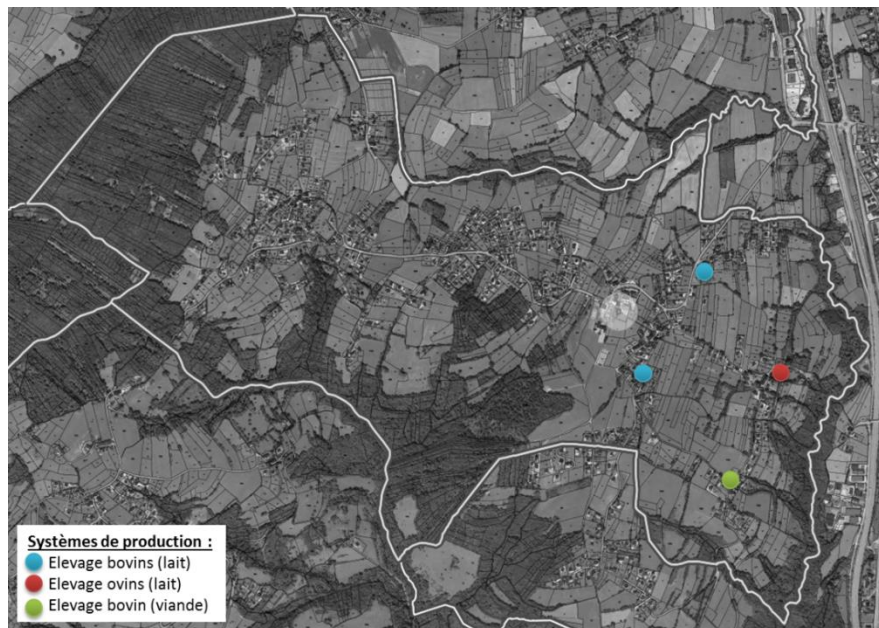 Systèmes de production :
Elevage bovins (lait)
Elevage ovins (lait)
Elevage bovin (viande)